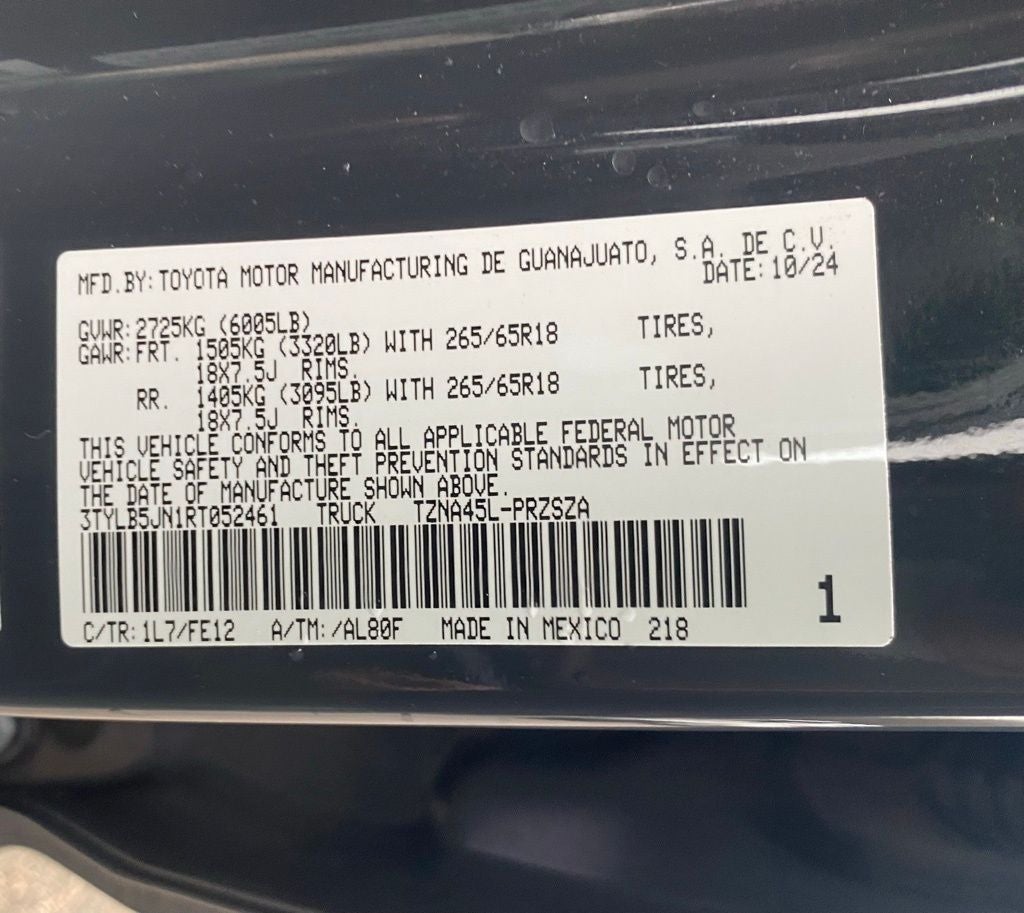 MFD.BY: TOYOTA MOTOR MANUFACTURING DE GUANAJUATO, S.A. DE C.V.
DATE: 10/24
GVWR: 2725KG (6005LB)
GAWR: FRT. 1505KG (3320LB) WITH 265/65R18 TIRES,
18X7.5J RIMS.
RR. 1405KG (3095LB) WITH 265/65R18 TIRES,
18X7.5J RIMS.
THIS VEHICLE CONFORMS TO ALL APPLICABLE FEDERAL MOTOR
VEHICLE SAFETY AND THEFT PREVENTION STANDARDS IN EFFECT ON
THE DATE OF MANUFACTURE SHOWN ABOVE.
3TYLB5JN1RT052461 TRUCK TZNA45L-PRZSZA
1
C/TR: 1L7/FE12 A/TM: /AL80F MADE IN MEXICO 218